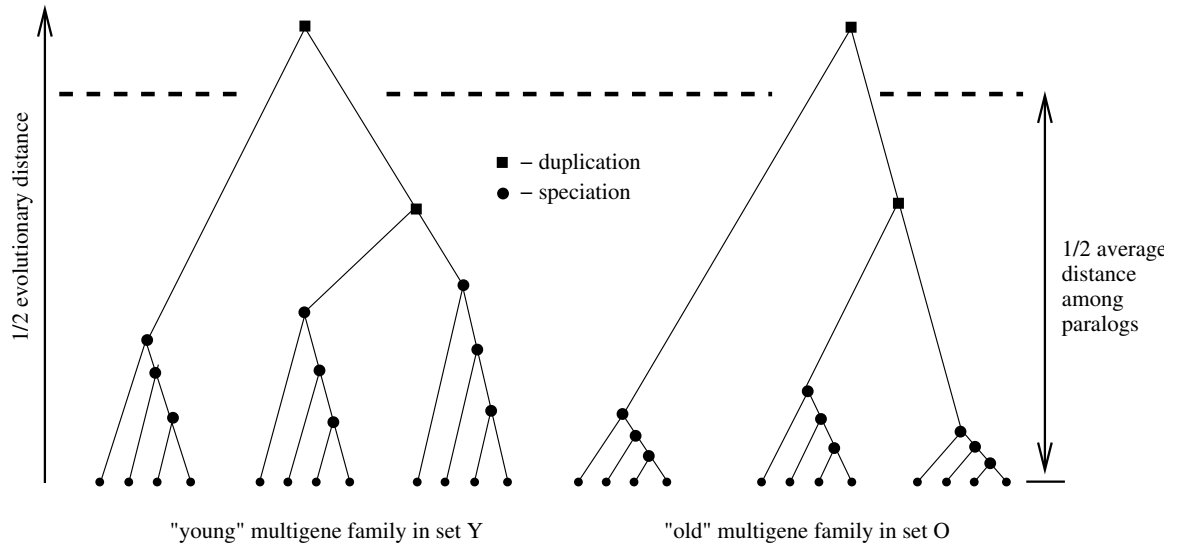 1/2 evolutionary distance
– duplication
– speciation
1/2 average
distance
among
paralogs
"young" multigene family in set Y
"old" multigene family in set O